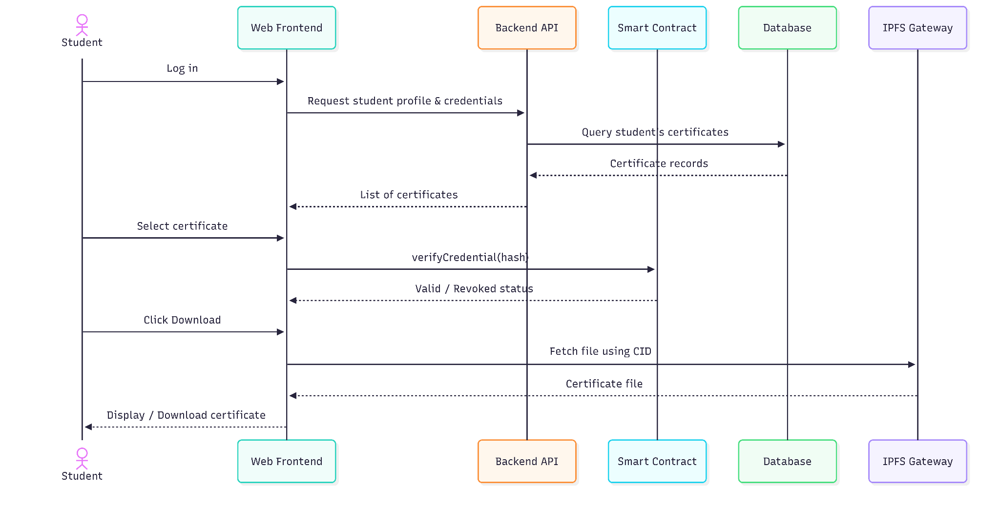 Student
Web Frontend
Backend API
Smart Contract
Database
IPFS Gateway
Log in
Request student profile & credentials
Query student's certificates
Certificate records
List of certificates
Select certificate
verifyCredential(hash)
Valid / Revoked status
Click Download
Fetch file using CID
Certificate file
Display / Download certificate
Student
Web Frontend
Backend API
Smart Contract
Database
IPFS Gateway